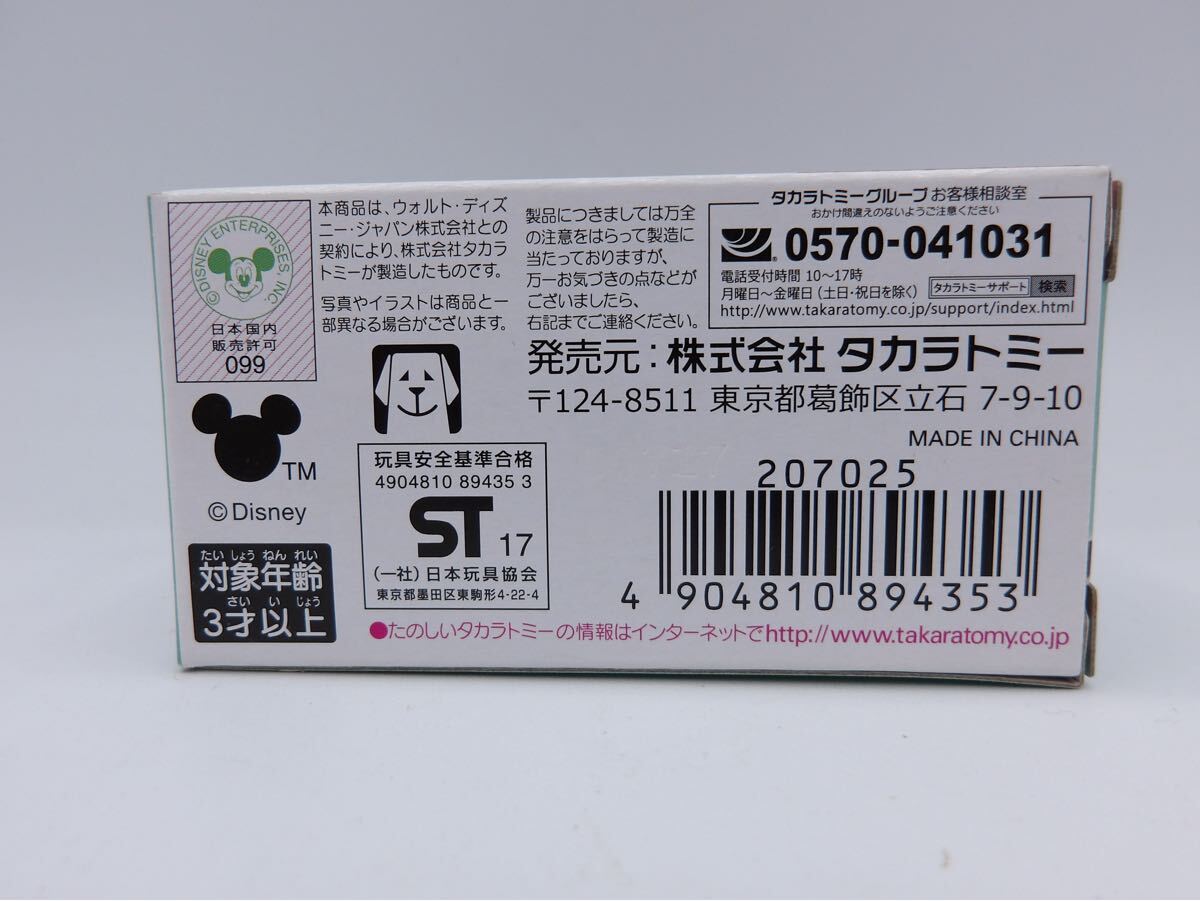 ©DISNEY ENTERPRISES, INC.
日本国内
販売許可
099
本商品は、ウォルト・ディズ
ニー・ジャパン株式会社との
契約により、株式会社タカラ
トミーが製造したものです。
写真やイラストは商品と一
部異なる場合がございます。
製品につきましては万全
の注意をはらって製造に
当たっておりますが、
万一お気づきの点などが
ございましたら、
右記までご連絡ください。
タカラトミーグループ お客様相談室
おかけ間違えのないようご注意ください
0570-041031
電話受付時間 10～17時
月曜日～金曜日(土日・祝日を除く) タカラトミーサポート 検索
http://www.takaratomy.co.jp/support/index.html
発売元：株式会社 タカラトミー
〒124-8511 東京都葛飾区立石 7-9-10
MADE IN CHINA
TM
©Disney
たいしょうねんれい
対象年齢
さいいじょう
3才以上
玩具安全基準合格
4904810 89435 3
ST 17
(一社)日本玩具協会
東京都墨田区東駒形4-22-4
207025
4 904810 894353
●たのしいタカラトミーの情報はインターネットでhttp://www.takaratomy.co.jp